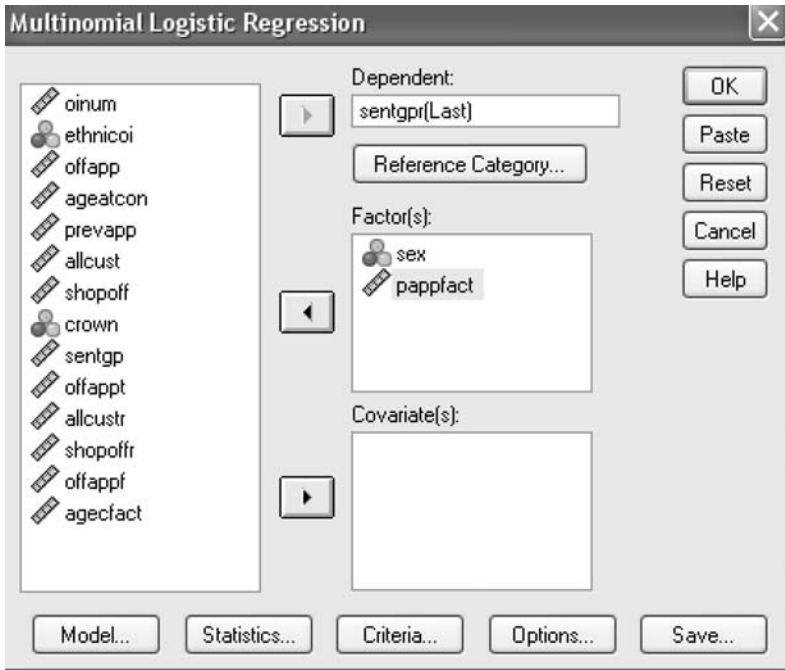 Multinomial Logistic Regression
oinum
ethnicoi
offapp
ageatcon
prevapp
allcust
shopoff
crown
sentgp
offappt
allcustr
shopoffr
offappf
agecfact
Dependent:
sentgpr(Last)
Reference Category...
Factor(s):
sex
pappfact
Covariate(s):
OK
Paste
Reset
Cancel
Help
Model...
Statistics...
Criteria...
Options...
Save...